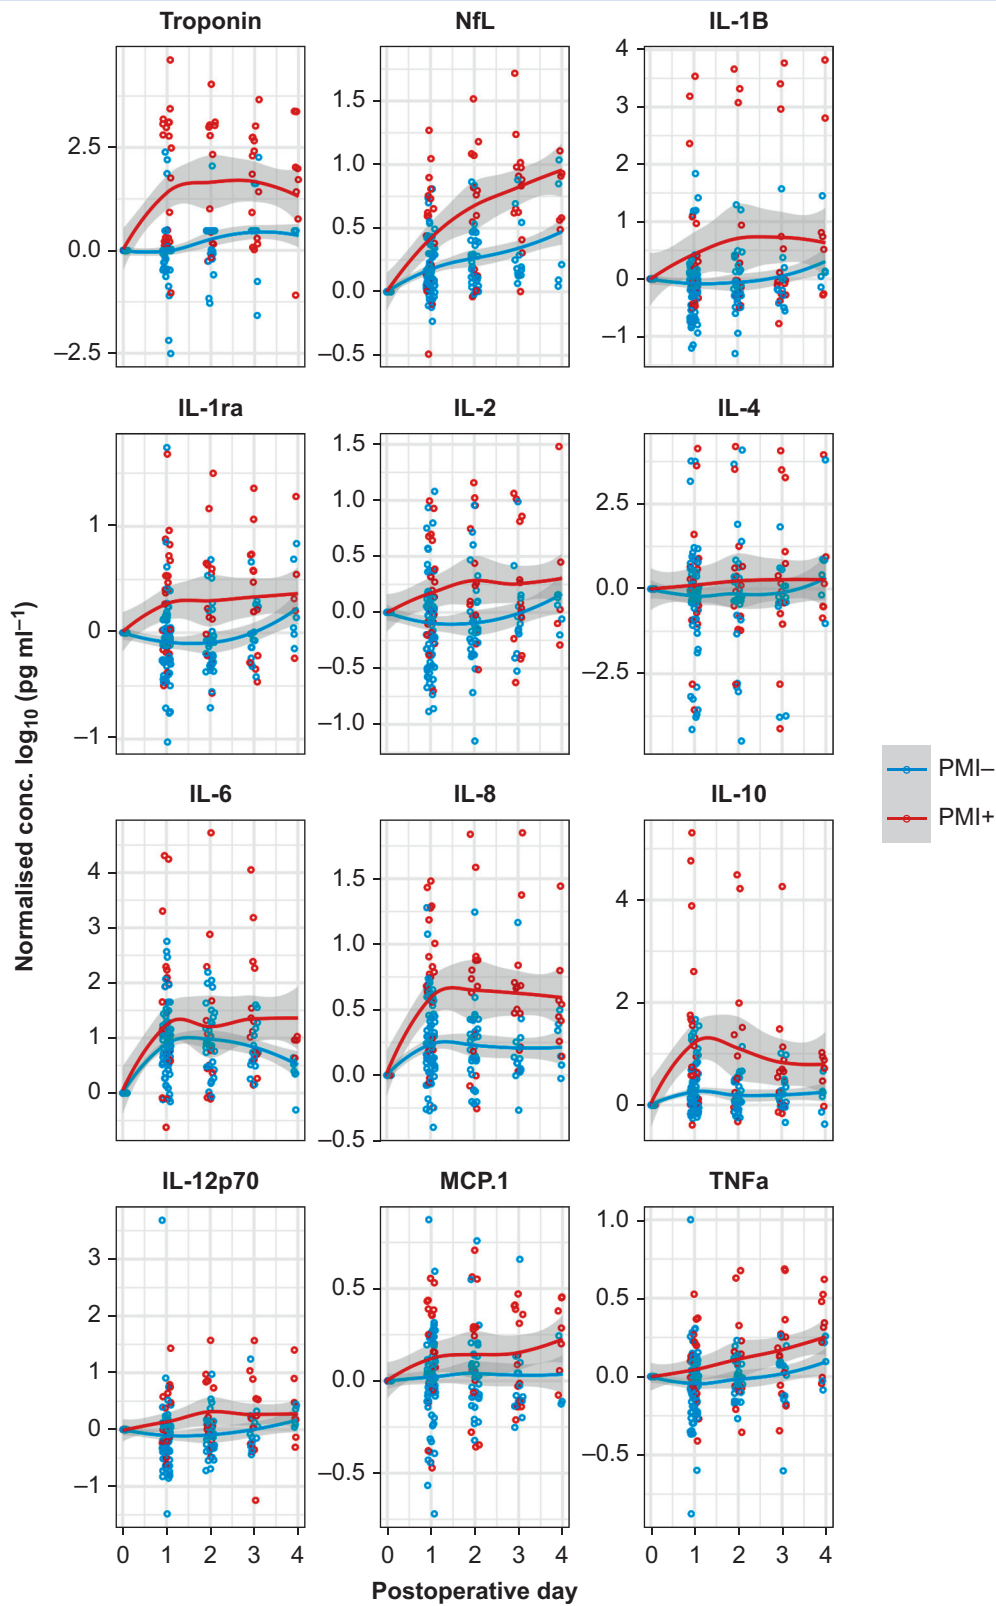 Troponin
NfL
IL-1B
2.5
0.0
–2.5
1.5
1.0
0.5
0.0
–0.5
4
3
2
1
0
–1
IL-1ra
IL-2
IL-4
1
0
–1
1.5
1.0
0.5
0.0
–0.5
–1.0
2.5
0.0
–2.5
Normalised conc. log10 (pg ml–1)
PMI–
PMI+
IL-6
IL-8
IL-10
4
3
2
1
0
1.5
1.0
0.5
0.0
–0.5
4
2
0
IL-12p70
MCP.1
TNFa
3
2
1
0
–1
0.5
0.0
–0.5
1.0
0.5
0.0
–0.5
0 1 2 3 4
0 1 2 3 4
0 1 2 3 4
Postoperative day